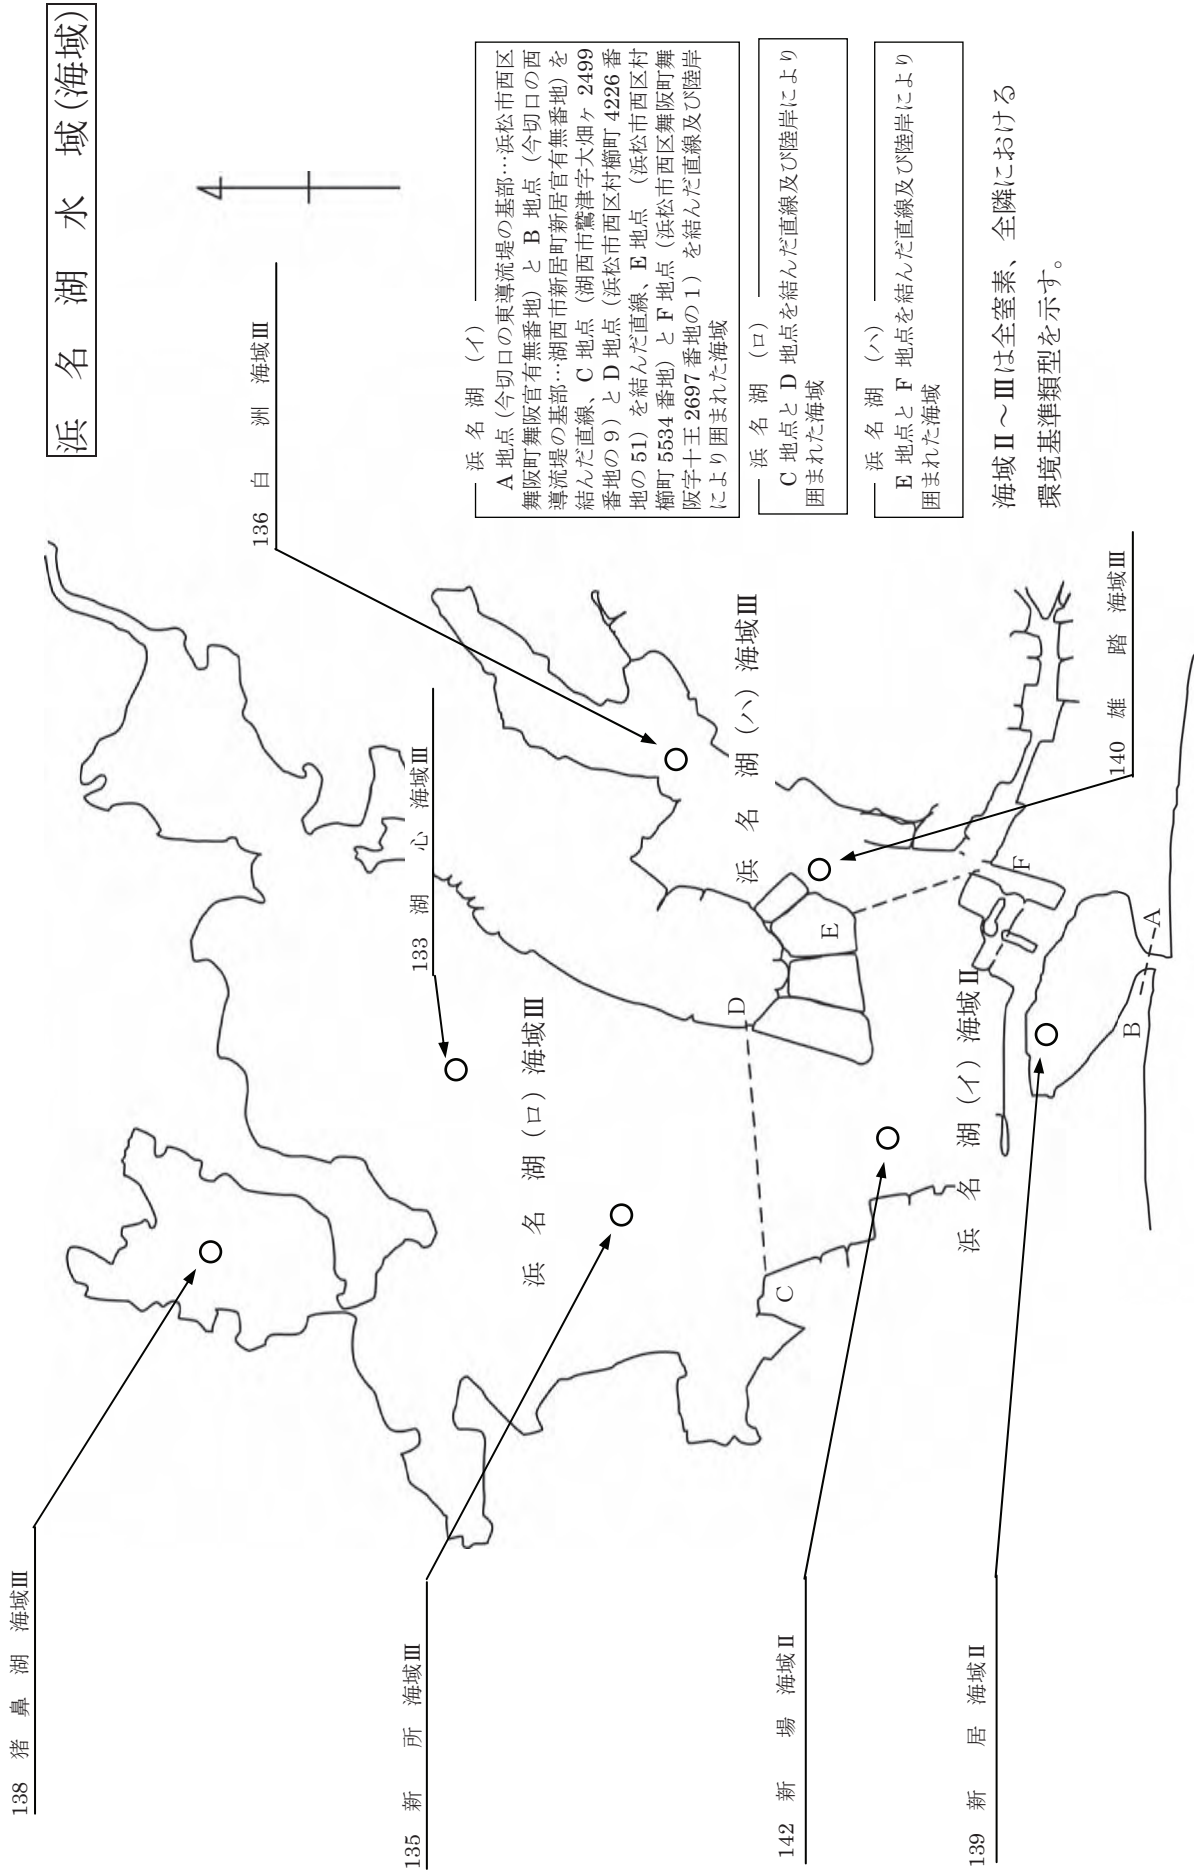 浜名湖水域(海域)
138 猪鼻湖 海域Ⅲ
135 新所 海域Ⅲ
142 新場 海域Ⅱ
139 新居 海域Ⅱ
133 湖心 海域Ⅲ
136 白洲 海域Ⅲ
140 雄踏 海域Ⅲ
浜名湖(ロ)海域Ⅲ
浜名湖(ハ)海域Ⅲ
浜名湖(イ)海域Ⅱ
A
B
C
D
E
F
浜名湖 (イ)
A地点(今切口の東導流堤の基部…浜松市西区
舞阪町舞阪官有無番地)とB地点(今切口の西
導流堤の基部…湖西市新居町新居官有無番地)を
結んだ直線、C地点(湖西市鷲津字大畑ヶ2499
番地の9)とD地点(浜松市西区村櫛町4226番
地の51)を結んだ直線、E地点 (浜松市西区村
櫛町5534番地)とF地点(浜松市西区舞阪町舞
阪字十王2697番地の1)を結んだ直線及び陸岸
により囲まれた海域
浜名湖 (ロ)
C地点とD地点を結んだ直線及び陸岸により
囲まれた海域
浜名湖 (ハ)
E地点とF地点を結んだ直線及び陸岸により
囲まれた海域
海域Ⅱ～Ⅲは全窒素、全隣における
環境基準類型を示す。